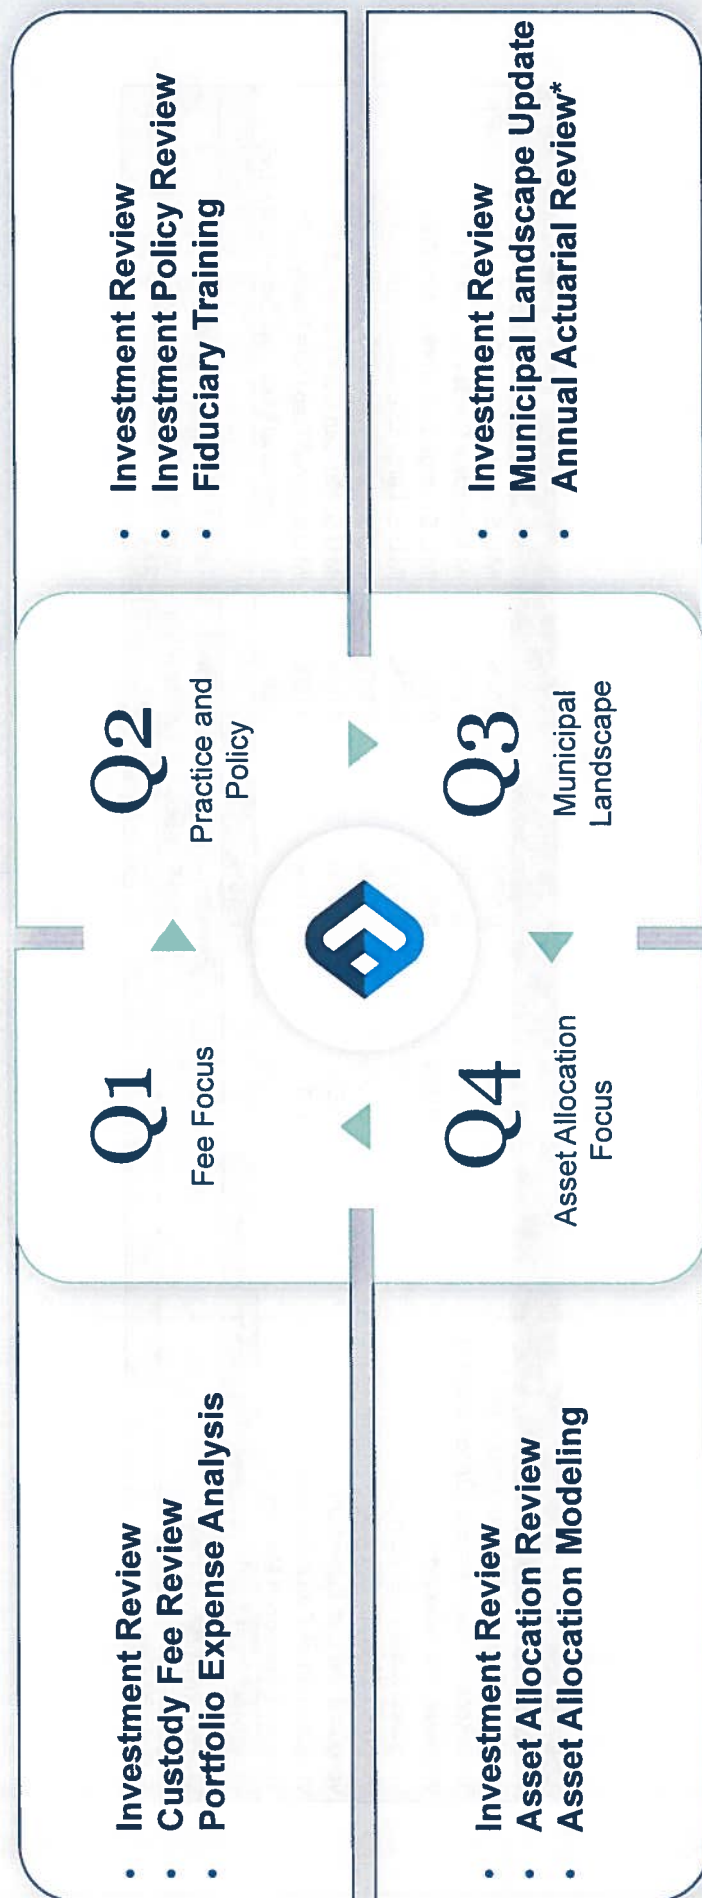 • Investment Review
• Custody Fee Review
• Portfolio Expense Analysis
Q1
Fee Focus
Q2
Practice and
Policy
• Investment Review
• Investment Policy Review
• Fiduciary Training
• Investment Review
• Asset Allocation Review
• Asset Allocation Modeling
Q4
Asset Allocation
Focus
Q3
Municipal
Landscape
• Investment Review
• Municipal Landscape Update
• Annual Actuarial Review*